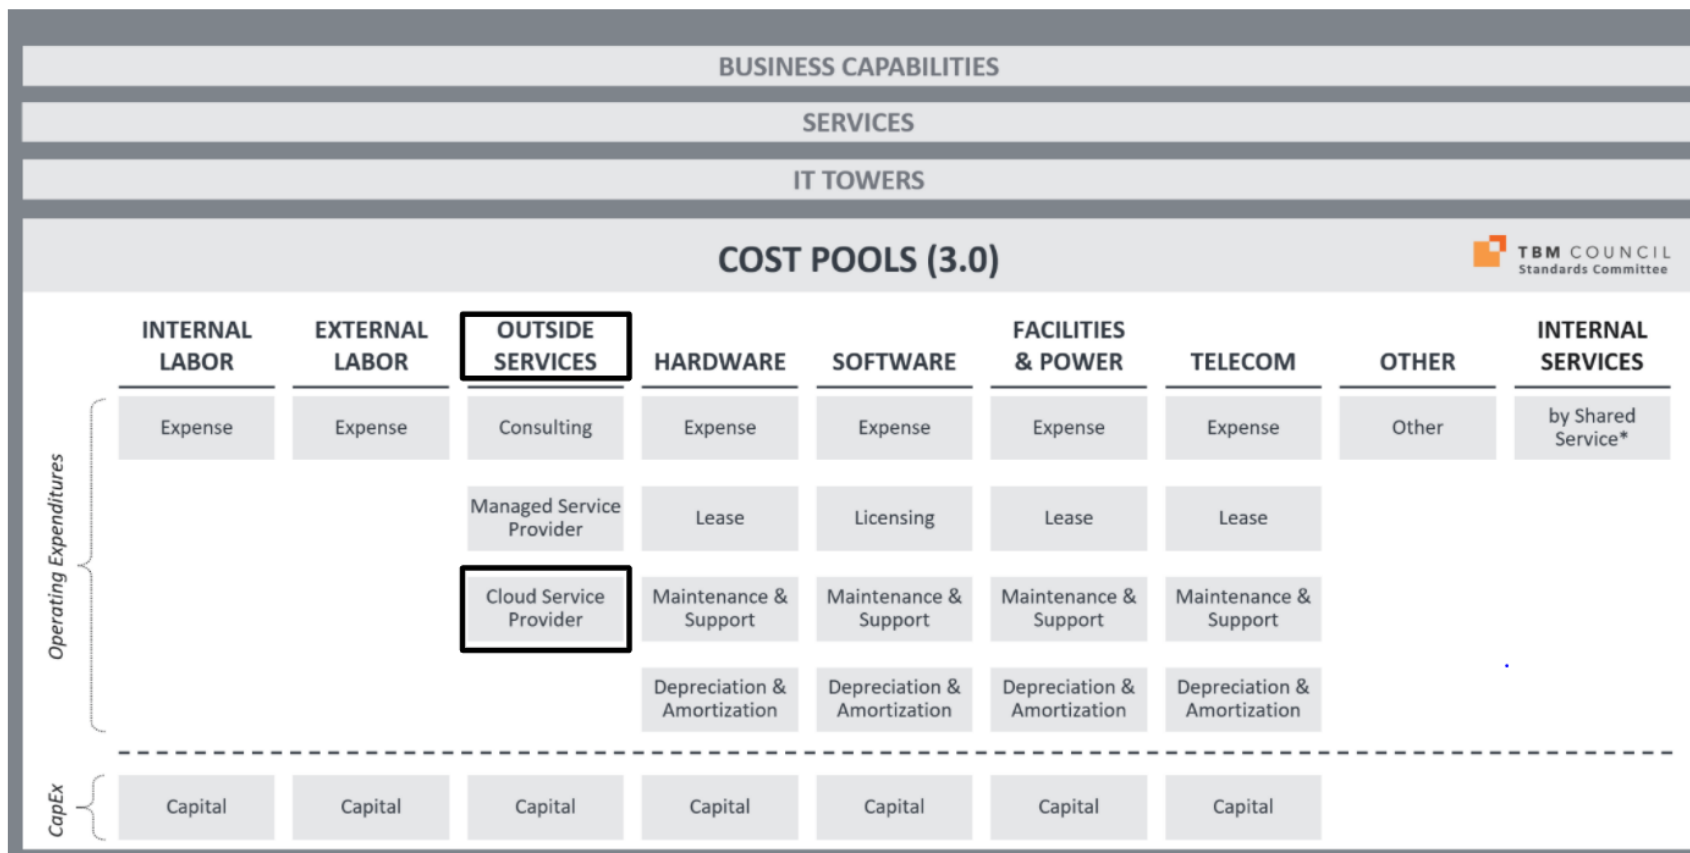 BUSINESS CAPABILITIES
SERVICES
IT TOWERS
COST POOLS (3.0)
TBM COUNCIL
Standards Committee
INTERNAL
LABOR
EXTERNAL
LABOR
OUTSIDE
SERVICES
HARDWARE
SOFTWARE
FACILITIES
& POWER
TELECOM
OTHER
INTERNAL
SERVICES
Operating Expenditures
Expense
Expense
Consulting
Expense
Expense
Expense
Expense
Other
by Shared
Service*
Managed Service
Provider
Lease
Licensing
Lease
Lease
Cloud Service
Provider
Maintenance &
Support
Maintenance &
Support
Maintenance &
Support
Maintenance &
Support
Depreciation &
Amortization
Depreciation &
Amortization
Depreciation &
Amortization
Depreciation &
Amortization
CapEx
Capital
Capital
Capital
Capital
Capital
Capital
Capital